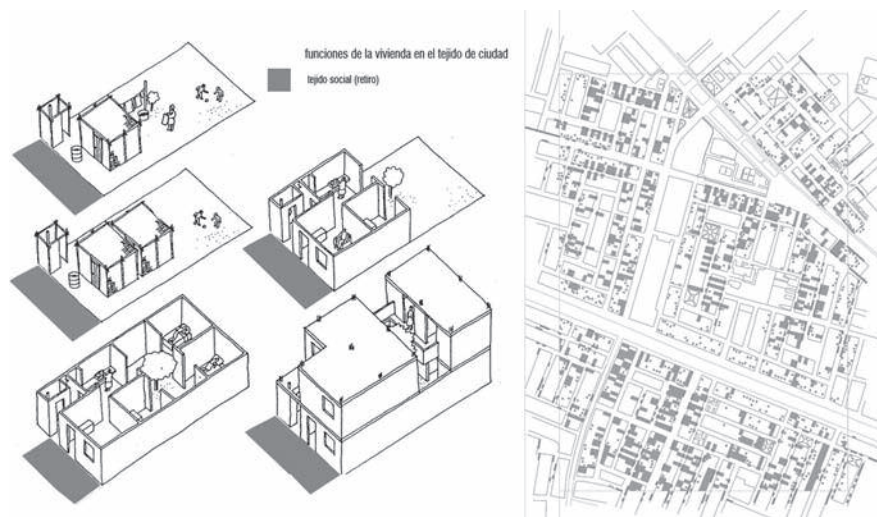 funciones de la vivienda en el tejido de ciudad
tejido social (retiro)